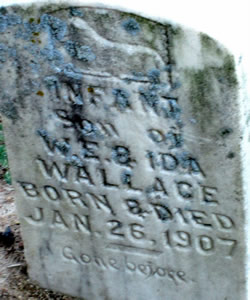 INFANT
SON OF
W.E. & IDA
WALLACE
BORN & DIED
JAN. 26, 1907
Gone before.